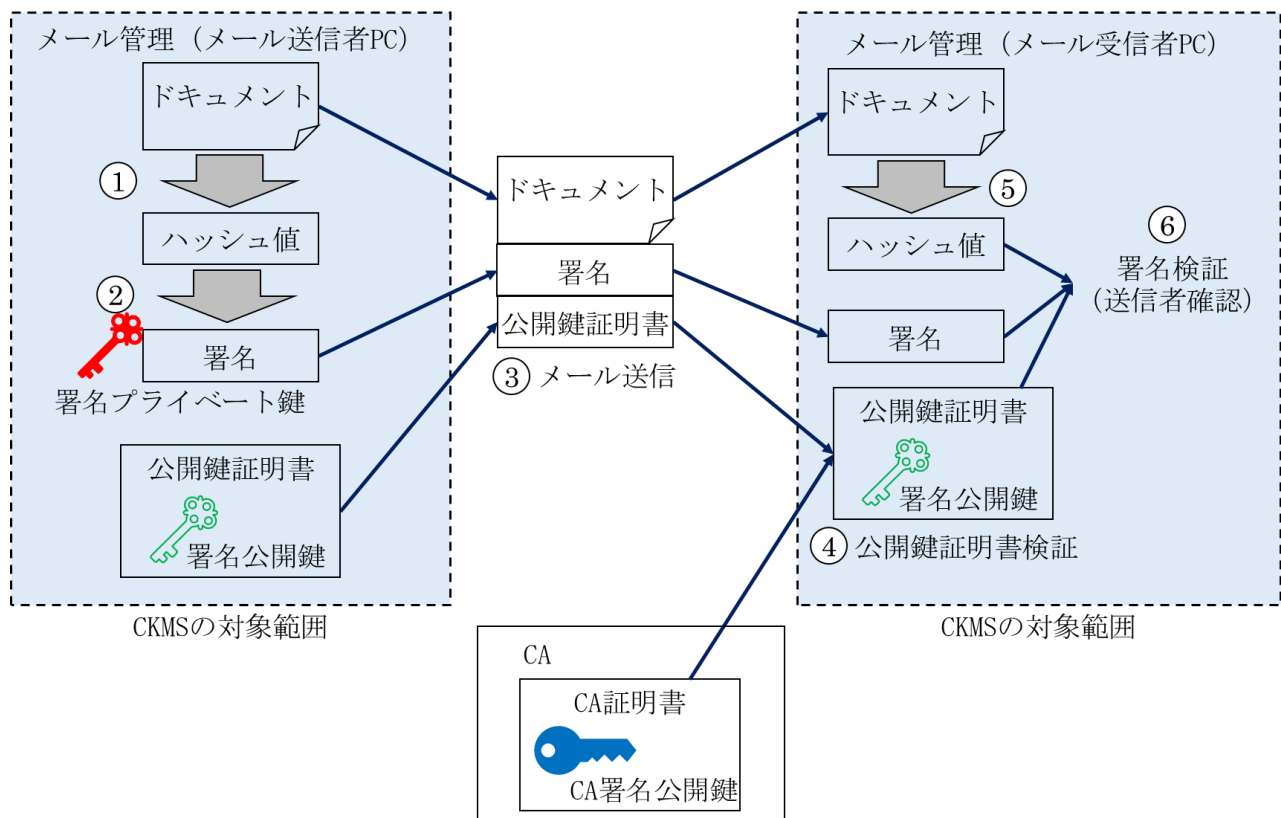 メール管理（メール送信者PC）
ドキュメント
①
ハッシュ値
②
署名
署名プライベート鍵
公開鍵証明書
署名公開鍵
CKMSの対象範囲
ドキュメント
署名
公開鍵証明書
③ メール送信
メール管理（メール受信者PC）
ドキュメント
⑤
ハッシュ値
⑥
署名検証
（送信者確認）
署名
公開鍵証明書
署名公開鍵
④ 公開鍵証明書検証
CKMSの対象範囲
CA
CA証明書
CA署名公開鍵